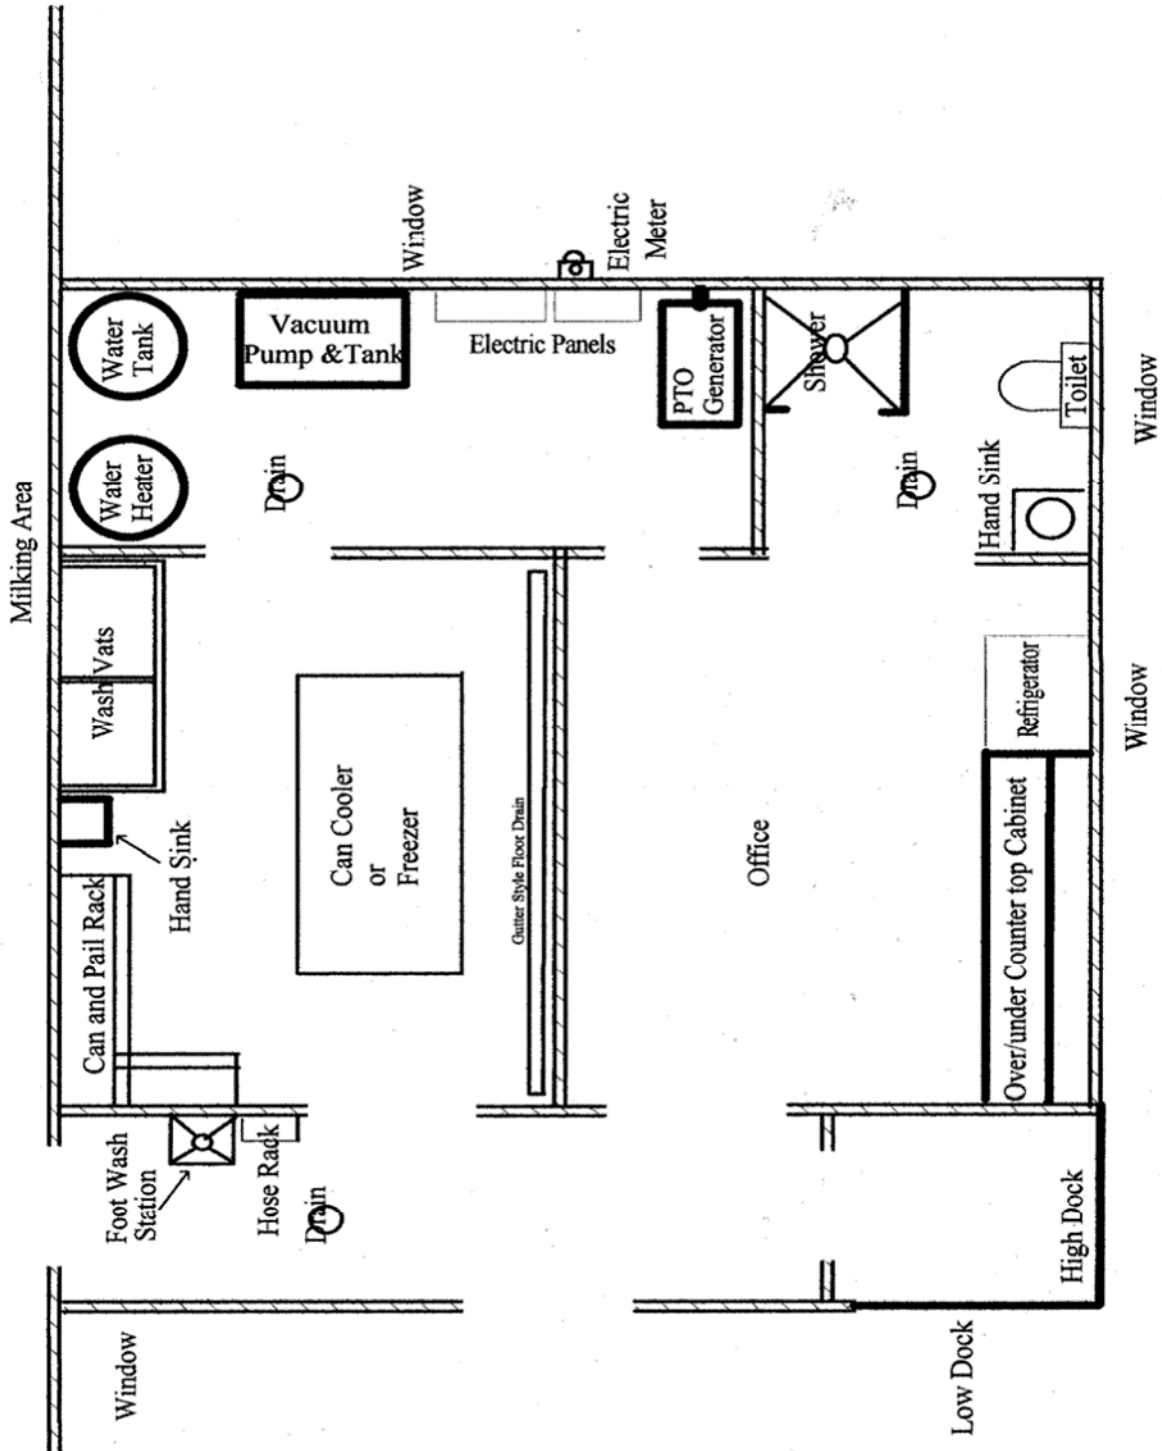 Milking Area
Water
Tank
Water
Heater
Vacuum
Pump &Tank
Window
Electric Panels
Electric
Meter
PTO
Generator
Shower
Drain
Drain
Toilet
Hand Sink
Window
Window
Wash Vats
Hand Sink
Can and Pail Rack
Can Cooler
or
Freezer
Gutter Style Floor Drain
Office
Refrigerator
Over/under Counter top Cabinet
Foot Wash
Station
Hose Rack
Drain
High Dock
Low Dock
Window